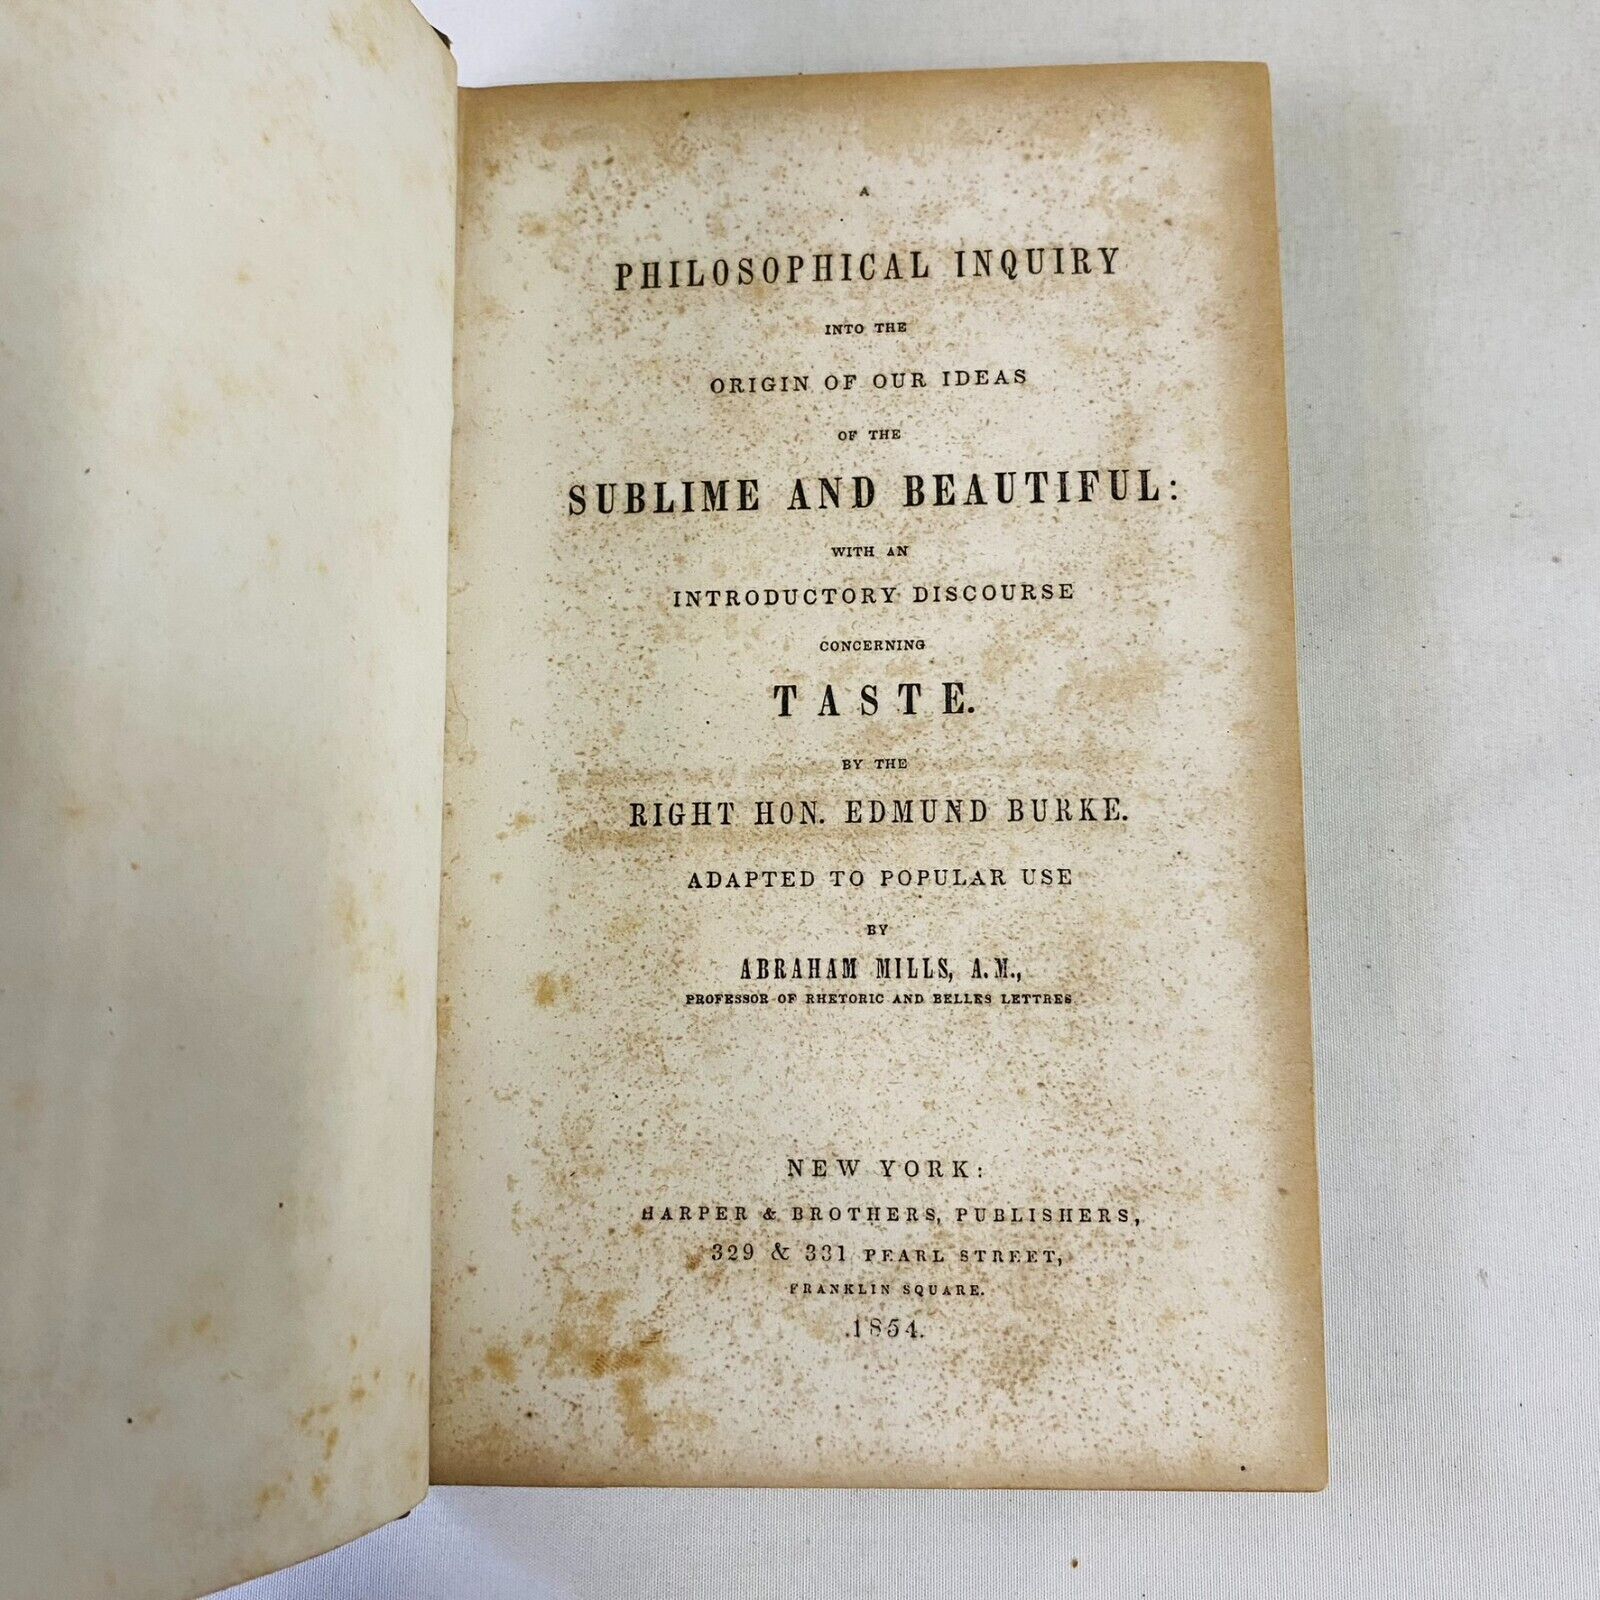 A
PHILOSOPHICAL INQUIRY
INTO THE
ORIGIN OF OUR IDEAS
OF THE
SUBLIME AND BEAUTIFUL:
WITH AN
INTRODUCTORY DISCOURSE
CONCERNING
TASTE.
BY THE
RIGHT HON. EDMUND BURKE.
ADAPTED TO POPULAR USE
BY
ABRAHAM MILLS, A.M.,
PROFESSOR OF RHETORIC AND BELLES LETTRES
NEW YORK:
HARPER & BROTHERS, PUBLISHERS,
329 & 331 PEARL STREET,
FRANKLIN SQUARE.
1854.